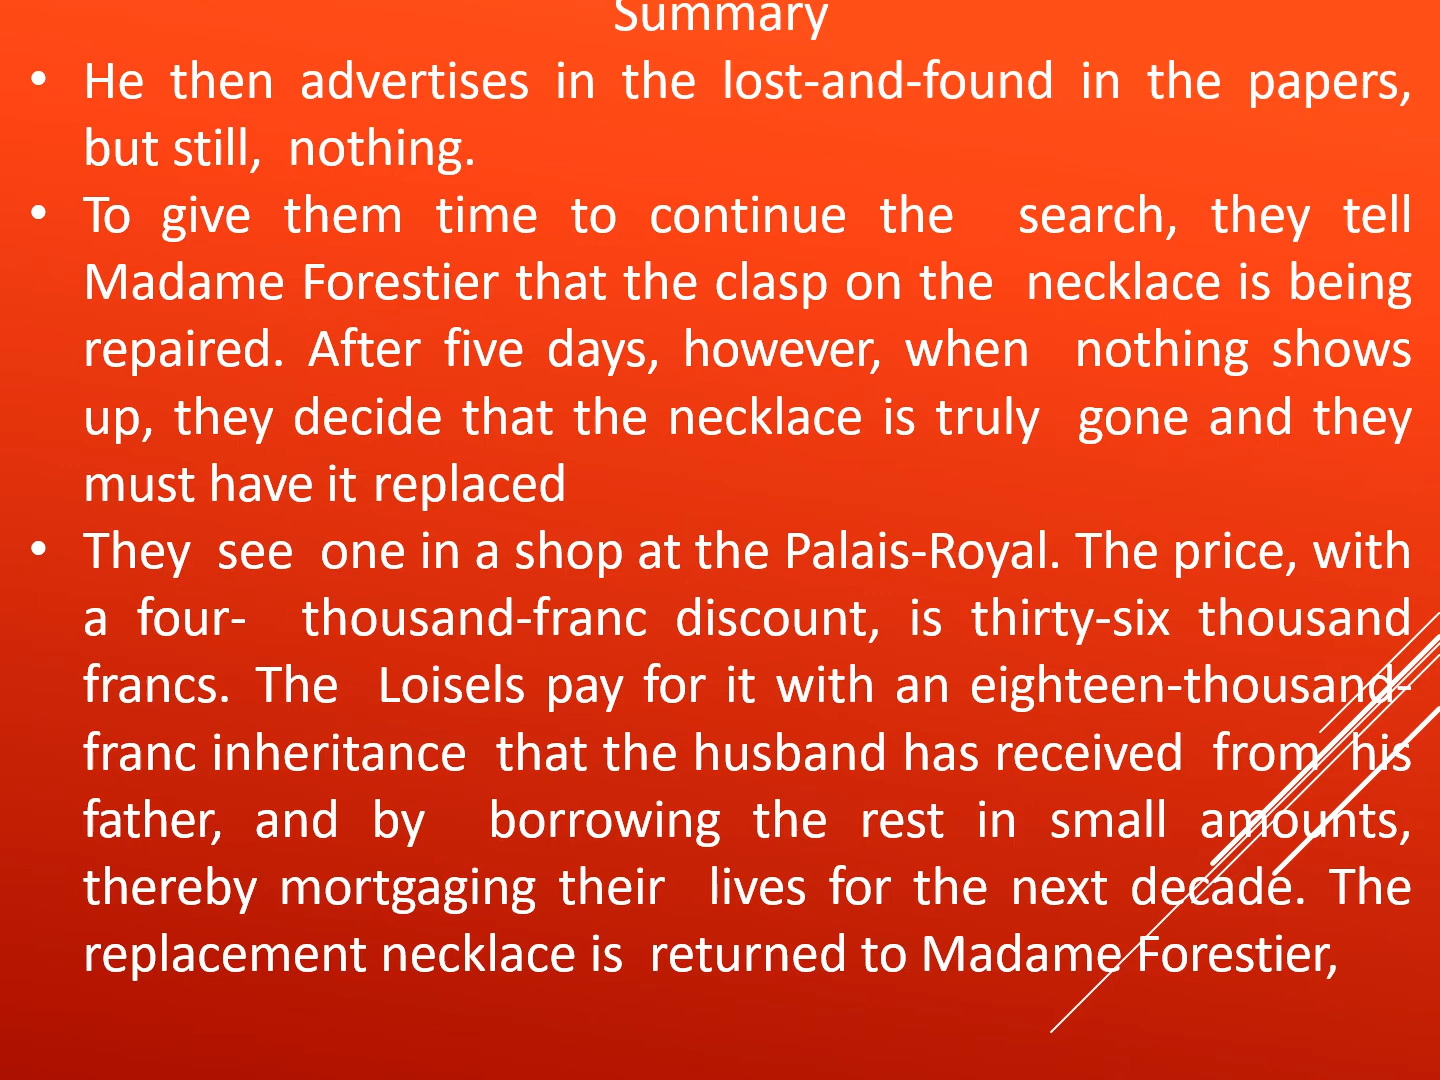 Summary
• He then advertises in the lost-and-found in the papers,
but still, nothing.
• To give them time to continue the search, they tell
Madame Forestier that the clasp on the necklace is being
repaired. After five days, however, when nothing shows
up, they decide that the necklace is truly gone and they
must have it replaced
• They see one in a shop at the Palais-Royal. The price, with
a four- thousand-franc discount, is thirty-six thousand
francs. The Loisels pay for it with an eighteen-thousand-
franc inheritance that the husband has received from his
father, and by borrowing the rest in small amounts,
thereby mortgaging their lives for the next decade. The
replacement necklace is returned to Madame Forestier,